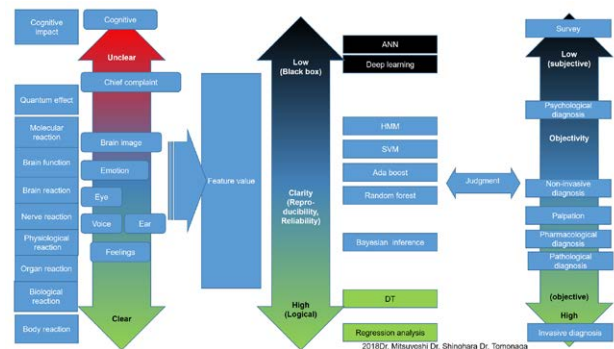 Cognitive
impact
Quantum effect
Molecular
reaction
Brain function
Brain reaction
Nerve reaction
Physiological
reaction
Organ reaction
Biological
reaction
Body reaction
Cognitive
Unclear
Chief complaint
Brain image
Emotion
Eye
Voice
Ear
Feelings
Clear
Feature value
Low
(Black box)
Clarity
(Repro-
ducibility,
Reliability)
High
(Logical)
ANN
Deep learning
HMM
SVM
Ada boost
Random forest
Bayesian inference
DT
Regression analysis
Judgment
Survey
Low
(subjective)
Psychological
diagnosis
Objectivity
Non-invasive
diagnosis
Palpation
Pharmacological
diagnosis
Pathological
diagnosis
(objective)
High
Invasive diagnosis
2018Dr. Mitsuyoshi Dr. Shinohara Dr. Tomonaga